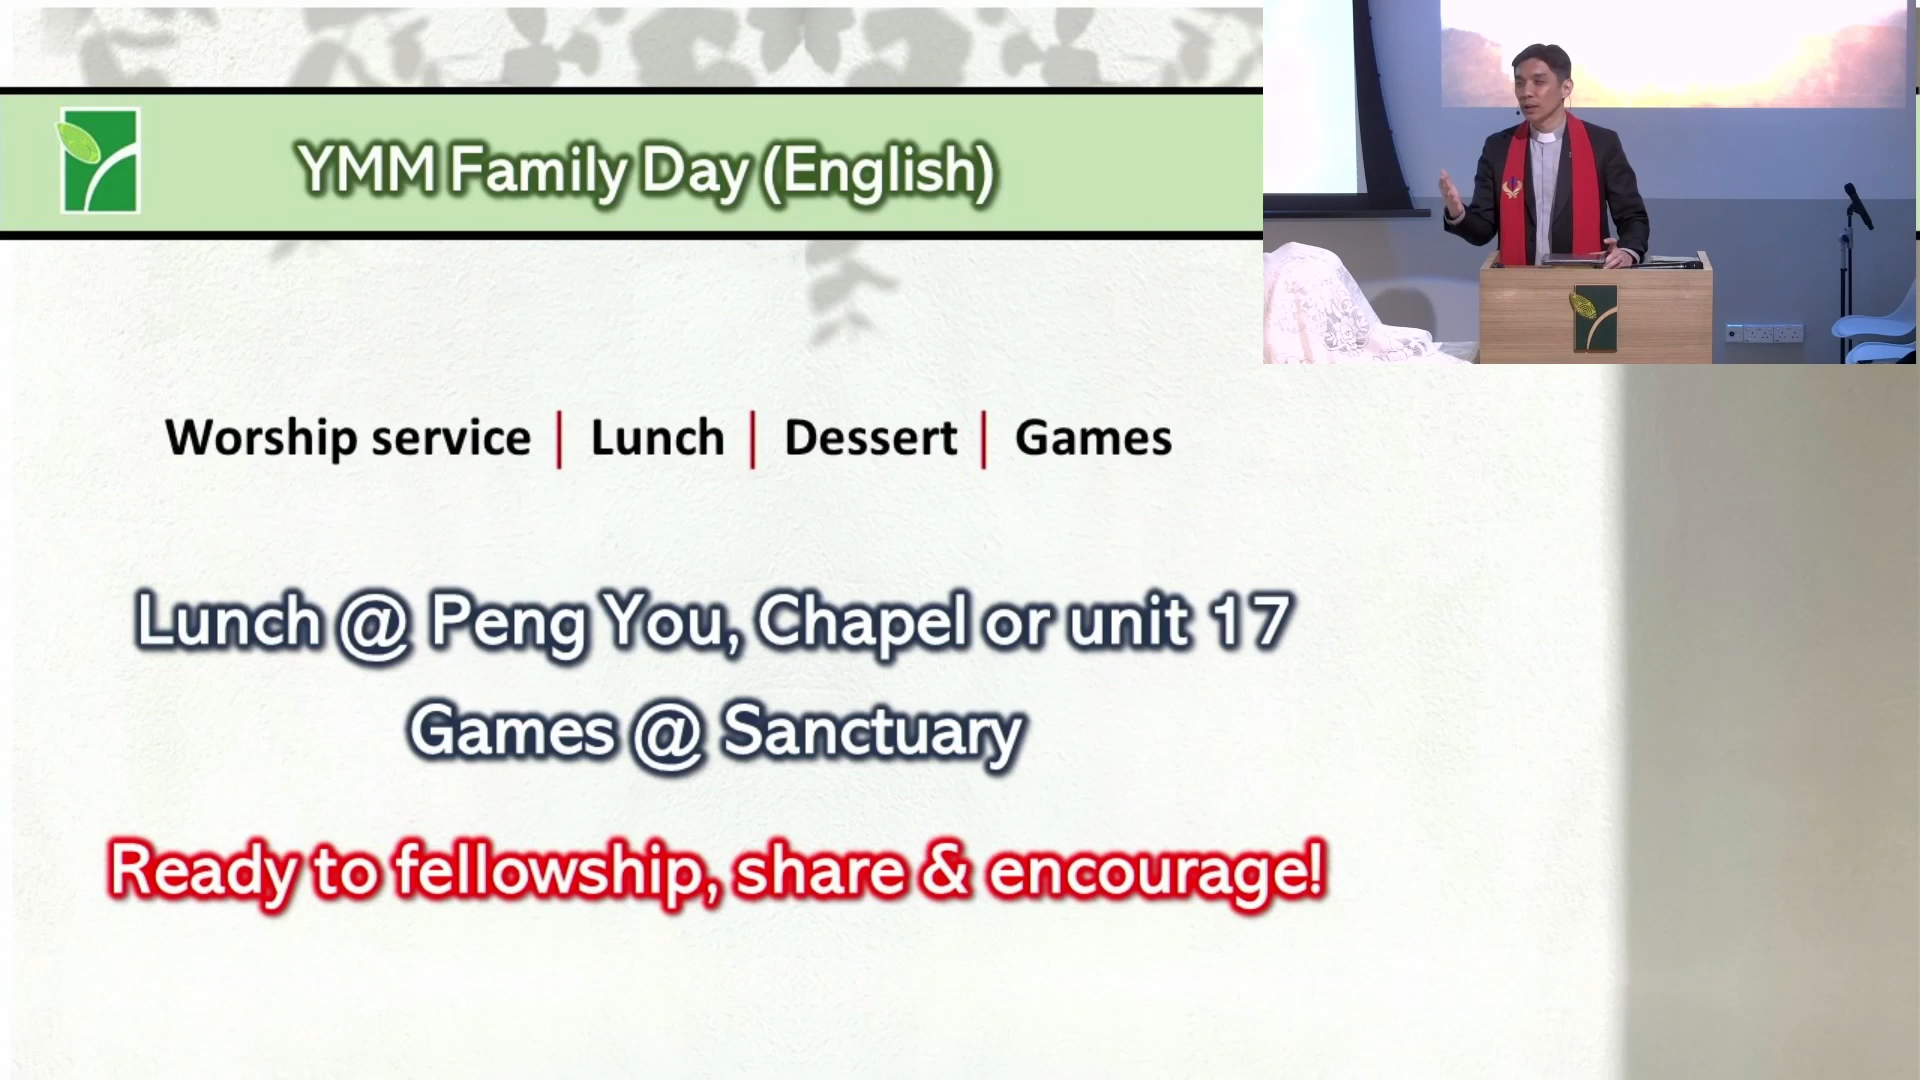 YMM Family Day (English)
Worship service | Lunch | Dessert | Games
Lunch @ Peng You, Chapel or unit 17
Games @ Sanctuary
Ready to fellowship, share & encourage!